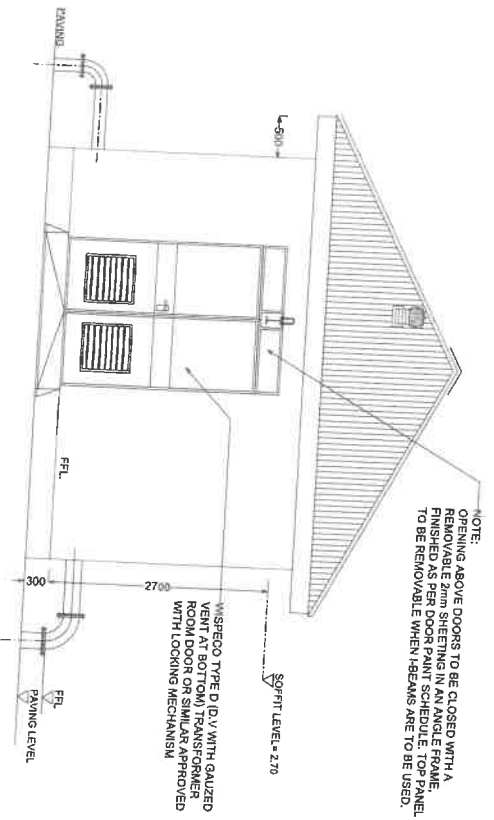 NOTE:
OPENING ABOVE DOORS TO BE CLOSED WITH A
REMOVABLE 2mm SHEETING IN AN ANGLE FRAME,
FINISHED AS PER DOOR PAINT SCHEDULE. TOP PANEL
TO BE REMOVABLE WHEN I-BEAMS ARE TO BE USED.
500
SOFFIT LEVEL= 2.70
2700
WISPECO TYPE D (D.V WITH GAUZED
VENT AT BOTTOM) TRANSFORMER
ROOM DOOR OR SIMILAR APPROVED
WITH LOCKING MECHANISM
PAVING
FFL
300
FFL
PAVING LEVEL